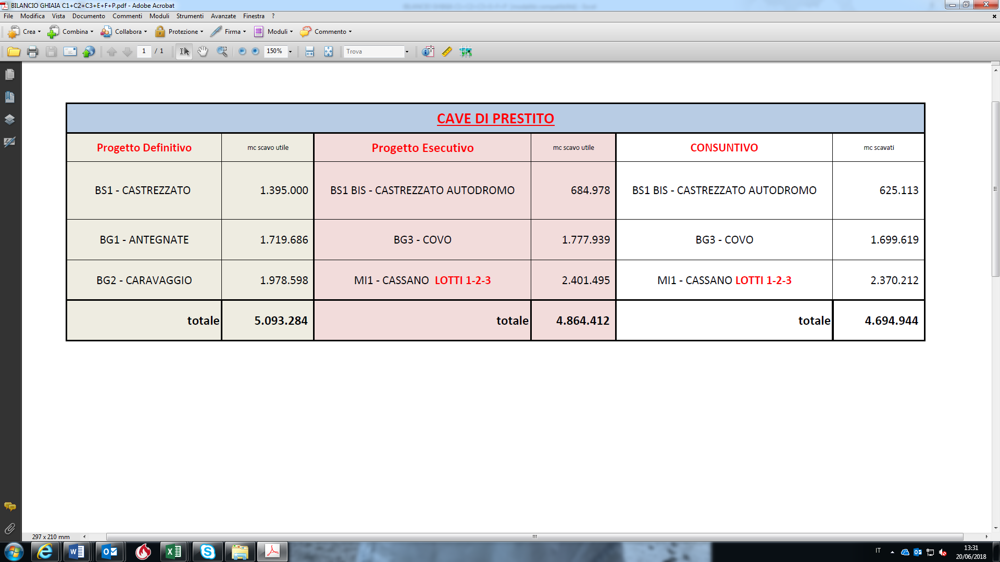 BILANCIO GHIAIA C1+C2+C3+E+F+P.pdf - Adobe Acrobat
File Modifica Vista Documento Commenti Moduli Strumenti Avanzate Finestra ?
Crea Combina Collabora Protezione Firma Moduli Commento
1 / 1 150% Trova
CAVE DI PRESTITO
Progetto Definitivo mc scavo utile Progetto Esecutivo mc scavo utile CONSUNTIVO mc scavati
BS1 - CASTREZZATO 1.395.000 BS1 BIS - CASTREZZATO AUTODROMO 684.978 BS1 BIS - CASTREZZATO AUTODROMO 625.113
BG1 - ANTEGNATE 1.719.686 BG3 - COVO 1.777.939 BG3 - COVO 1.699.619
BG2 - CARAVAGGIO 1.978.598 MI1 - CASSANO LOTTI 1-2-3 2.401.495 MI1 - CASSANO LOTTI 1-2-3 2.370.212
totale 5.093.284 totale 4.864.412 totale 4.694.944
297 x 210 mm
IT 13:31
20/06/2018